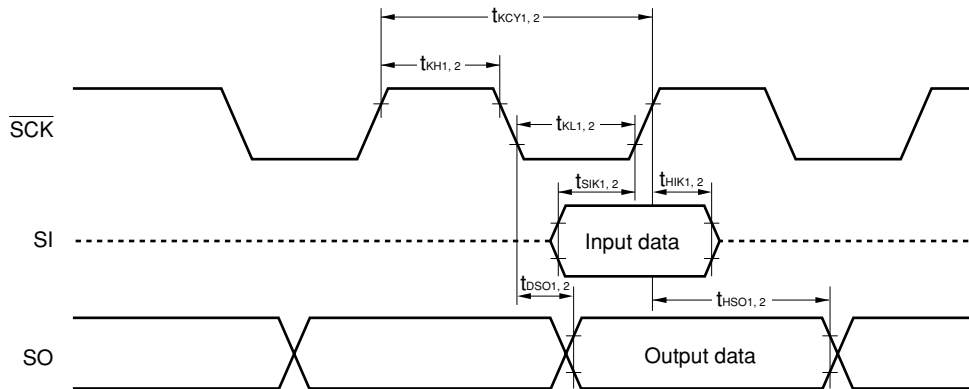 tKCY1, 2
tKH1, 2
SCK
tKL1, 2
tSIK1, 2
tHIK1, 2
SI
Input data
tDSO1, 2
tHSO1, 2
SO
Output data